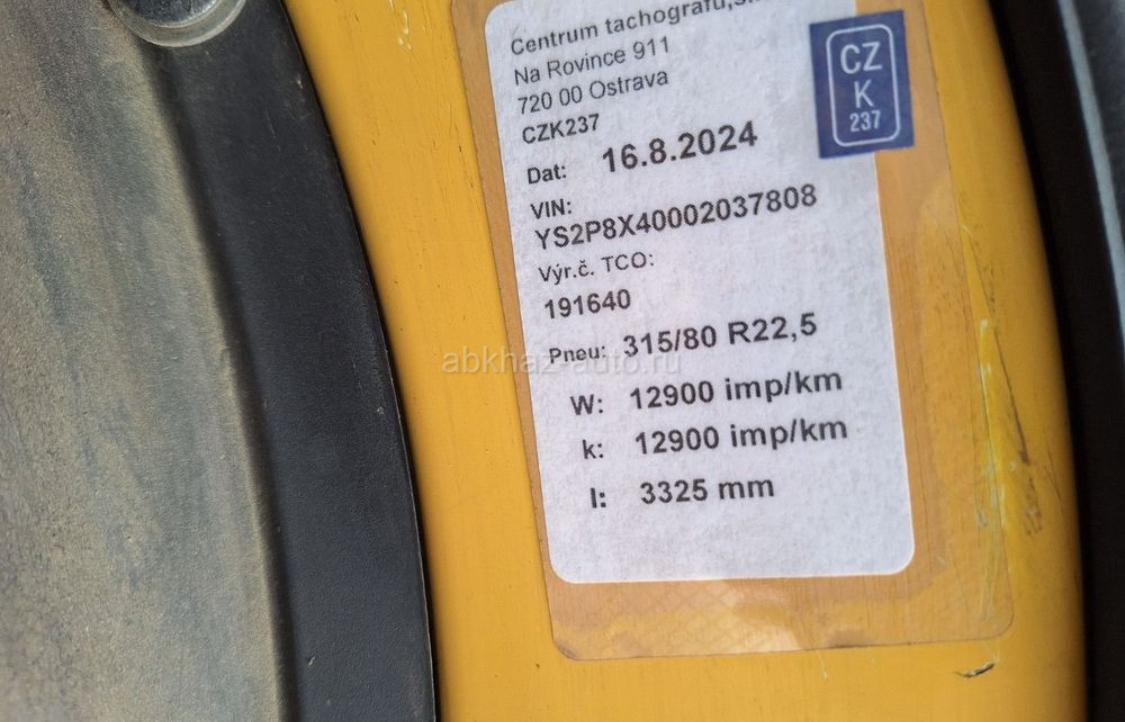 Centrum tachografu,
Na Rovince 911
720 00 Ostrava
CZK237
Dat: 16.8.2024
VIN:
YS2P8X40002037808
Výr.č. TCO:
191640
Pneu: 315/80 R22,5
W: 12900 imp/km
k: 12900 imp/km
l: 3325 mm
CZ
K
237
abkhaz-auto.ru